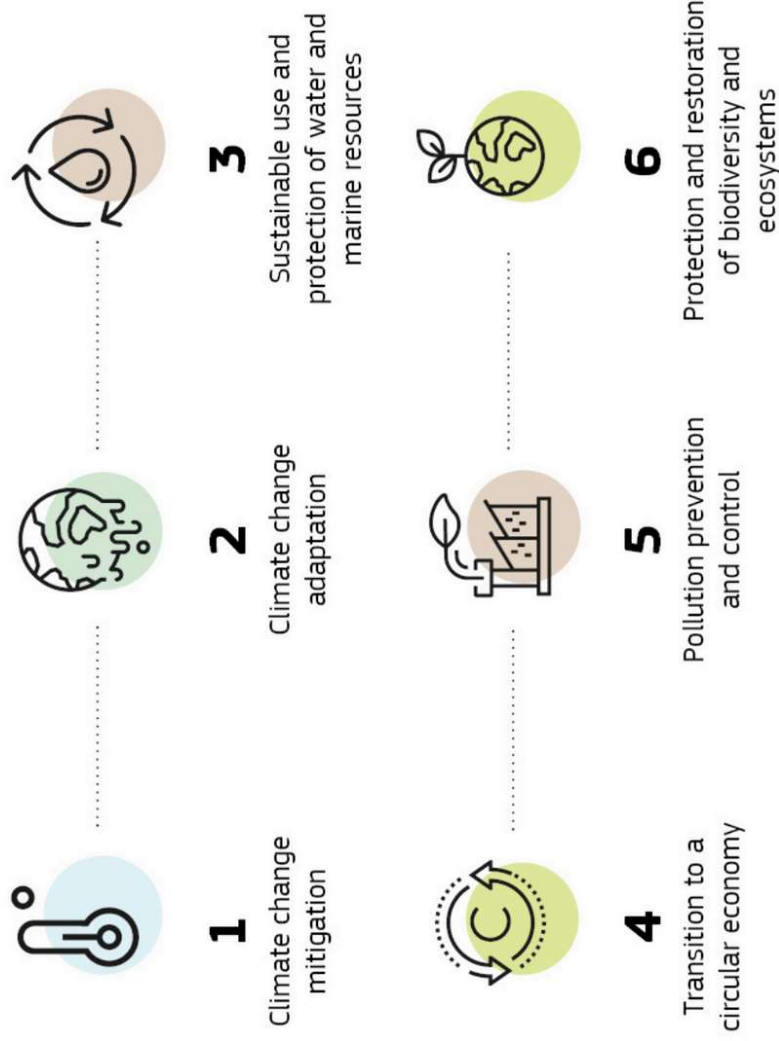 1
Climate change
mitigation
2
Climate change
adaptation
3
Sustainable use and
protection of water and
marine resources
4
Transition to a
circular economy
5
Pollution prevention
and control
6
Protection and restoration
of biodiversity and
ecosystems